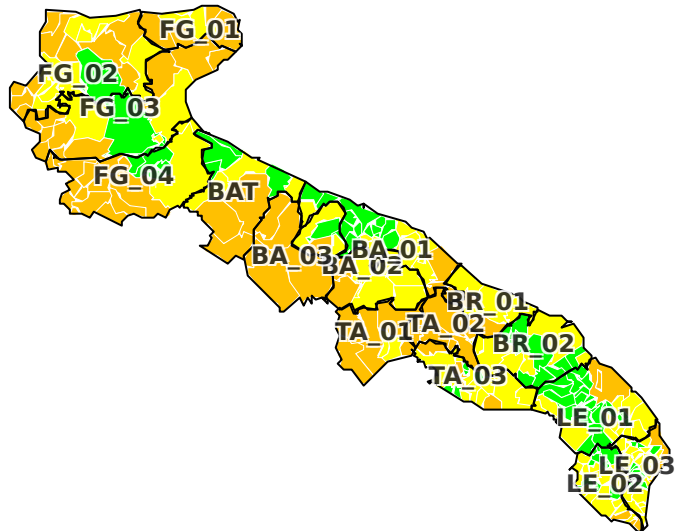 FG_01
FG_02
FG_03
FG_04
BAT
BA_01
BA_03
BA_02
BR_01
TA_01
TA_02
BR_02
TA_03
LE_01
LE_03
LE_02